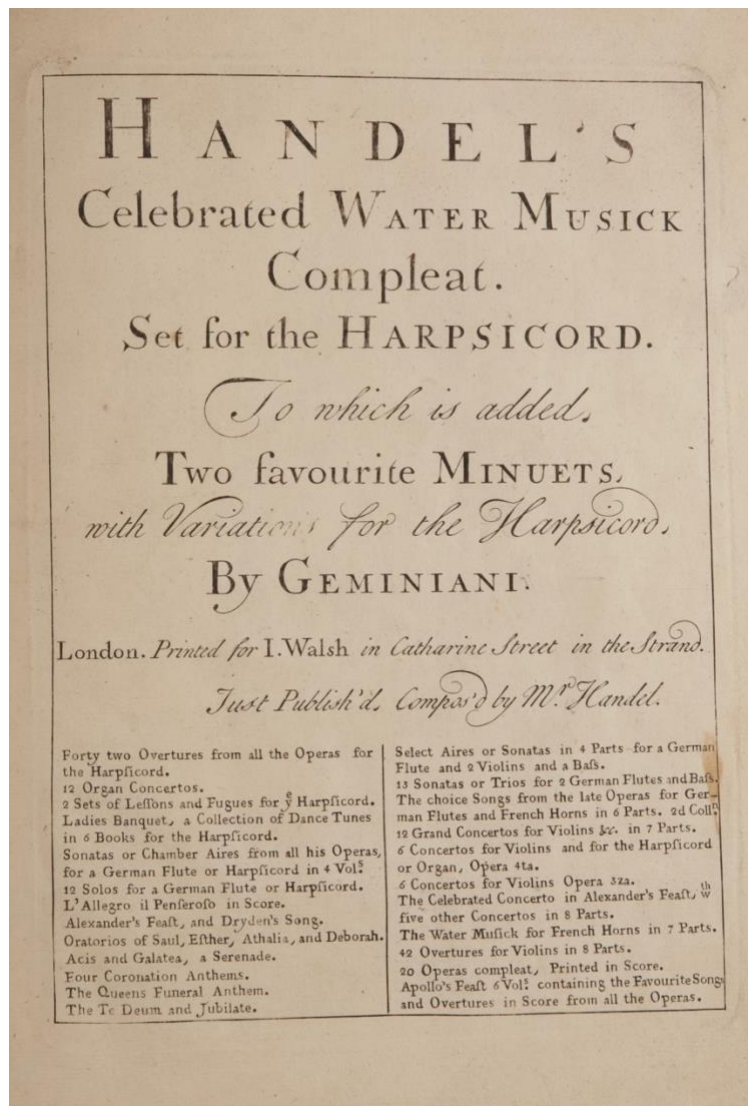 HANDEL'S
Celebrated WATER MUSICK
Compleat.
Set for the HARPSICORD.
To which is added,
Two favourite MINUETS,
with Variations for the Harpsicord,
By GEMINIANI.
London. Printed for I. Walsh in Catharine Street in the Strand.
Just Publish'd, Compos'd by Mr. Handel.
Forty two Overtures from all the Operas for
the Harpſicord.
12 Organ Concertos.
2 Sets of Leſſons and Fugues for ye Harpſicord.
Ladies Banquet, a Collection of Dance Tunes
in 6 Books for the Harpſicord.
Sonatas or Chamber Aires from all his Operas,
for a German Flute or Harpſicord in 4 Vols.
12 Solos for a German Flute or Harpſicord.
L'Allegro il Penſeroſo in Score.
Alexander's Feaſt, and Dryden's Song.
Oratorios of Saul, Eſther, Athalia, and Deborah.
Acis and Galatea, a Serenade.
Four Coronation Anthems.
The Queens Funeral Anthem.
The Te Deum and Jubilate.
Select Aires or Sonatas in 4 Parts for a German
Flute and 2 Violins and a Baſs.
13 Sonatas or Trios for 2 German Flutes and Baſs.
The choice Songs from the late Operas for Ger-
man Flutes and French Horns in 6 Parts. 2d Colln.
12 Grand Concertos for Violins &c. in 7 Parts.
6 Concertos for Violins and for the Harpſicord
or Organ, Opera 4ta.
6 Concertos for Violins Opera 3za.
The Celebrated Concerto in Alexander's Feaſt, wth
five other Concertos in 8 Parts.
The Water Muſick for French Horns in 7 Parts.
42 Overtures for Violins in 8 Parts.
20 Operas compleat, Printed in Score.
Apollo's Feaſt 6 Vols. containing the Favourite Songs
and Overtures in Score from all the Operas.